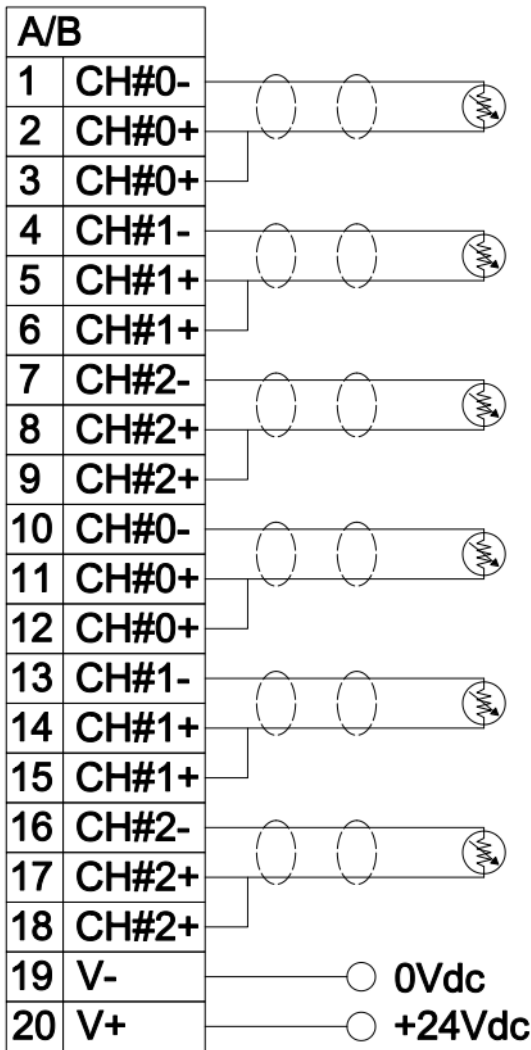 A/B
1 CH#0-
2 CH#0+
3 CH#0+
4 CH#1-
5 CH#1+
6 CH#1+
7 CH#2-
8 CH#2+
9 CH#2+
10 CH#0-
11 CH#0+
12 CH#0+
13 CH#1-
14 CH#1+
15 CH#1+
16 CH#2-
17 CH#2+
18 CH#2+
19 V- 0Vdc
20 V+ +24Vdc